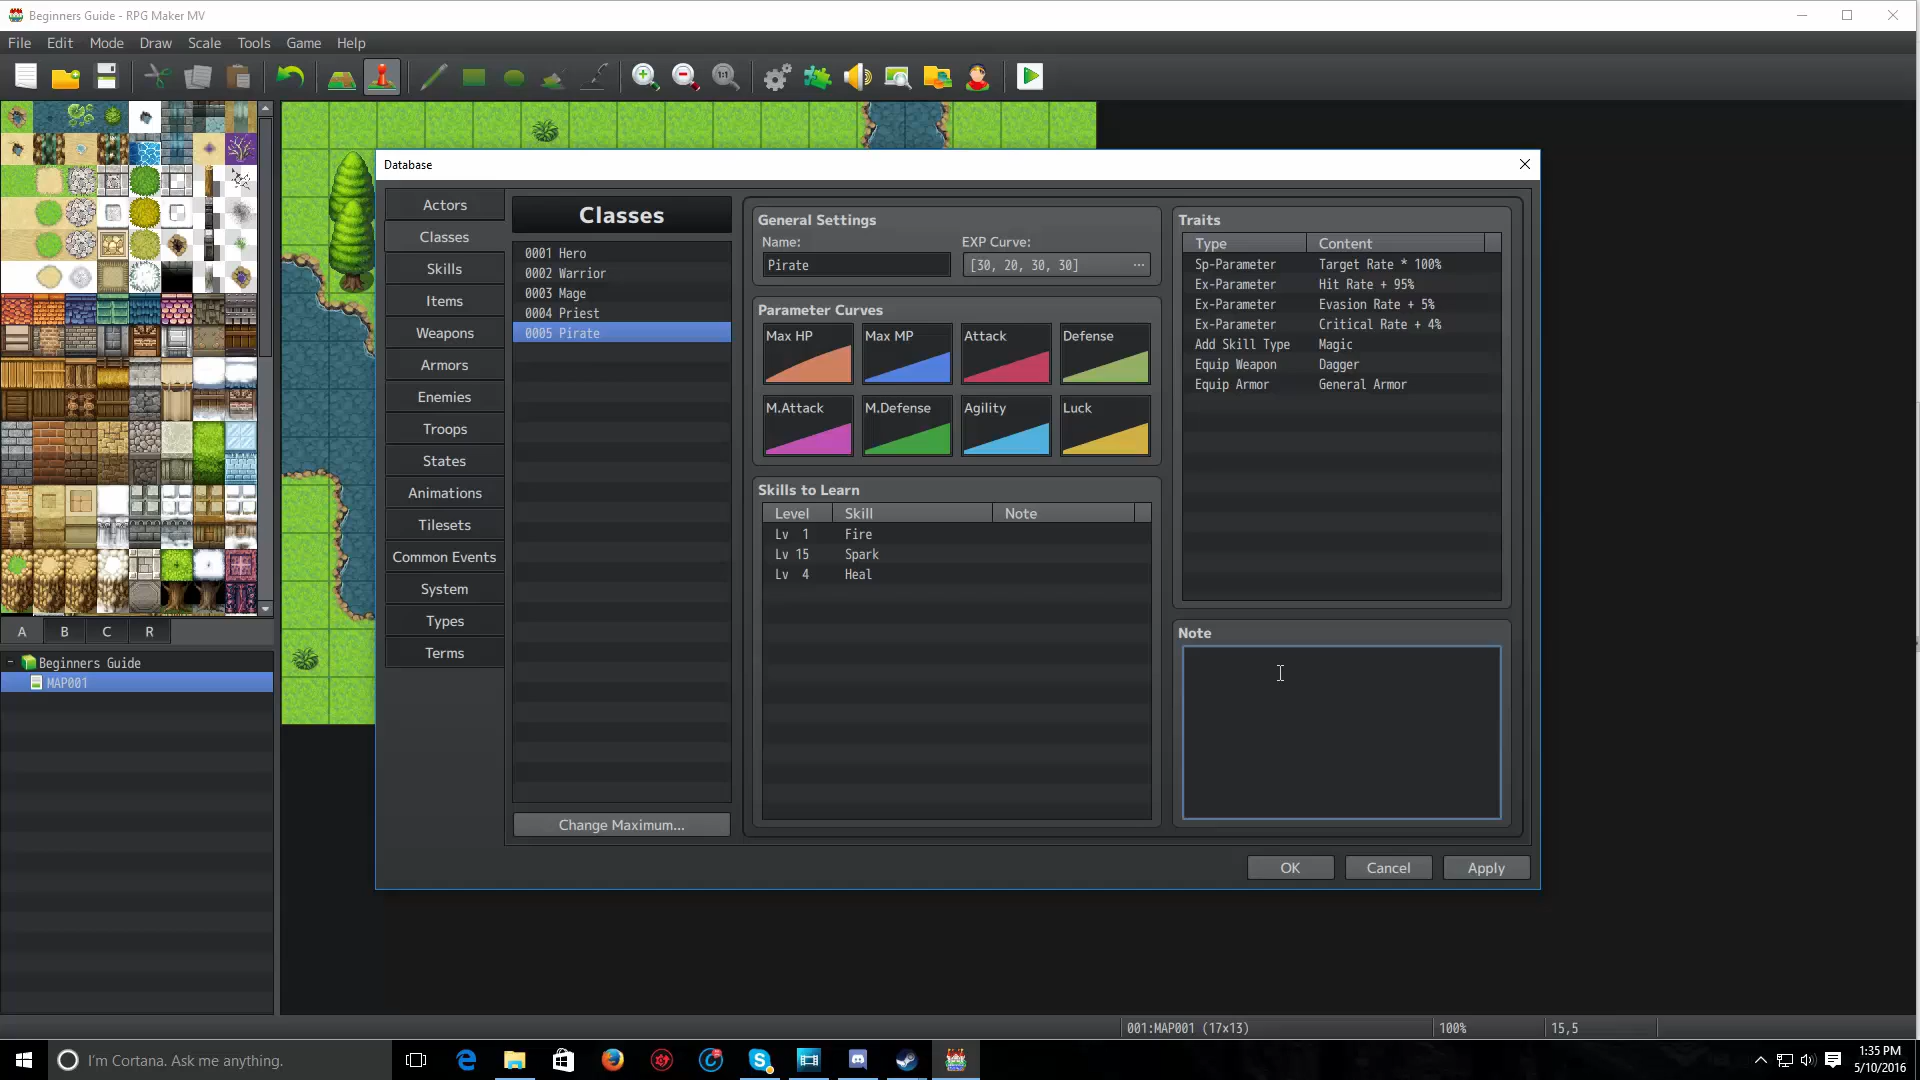 Beginners Guide - RPG Maker MV
File Edit Mode Draw Scale Tools Game Help
1:1
Database
Actors
Classes
Skills
Items
Weapons
Armors
Enemies
Troops
States
Animations
Tilesets
Common Events
System
Types
Terms
Classes
0001 Hero
0002 Warrior
0003 Mage
0004 Priest
0005 Pirate
Change Maximum...
General Settings
Name: EXP Curve:
Pirate [30, 20, 30, 30] ...
Parameter Curves
Max HP Max MP Attack Defense
M.Attack M.Defense Agility Luck
Skills to Learn
Level Skill Note
Lv 1 Fire
Lv 15 Spark
Lv 4 Heal
Traits
Type Content
Sp-Parameter Target Rate * 100%
Ex-Parameter Hit Rate + 95%
Ex-Parameter Evasion Rate + 5%
Ex-Parameter Critical Rate + 4%
Add Skill Type Magic
Equip Weapon Dagger
Equip Armor General Armor
Note
OK Cancel Apply
A B C R
Beginners Guide
MAP001
001:MAP001 (17x13) 100% 15,5
I'm Cortana. Ask me anything.
1:35 PM
5/10/2016